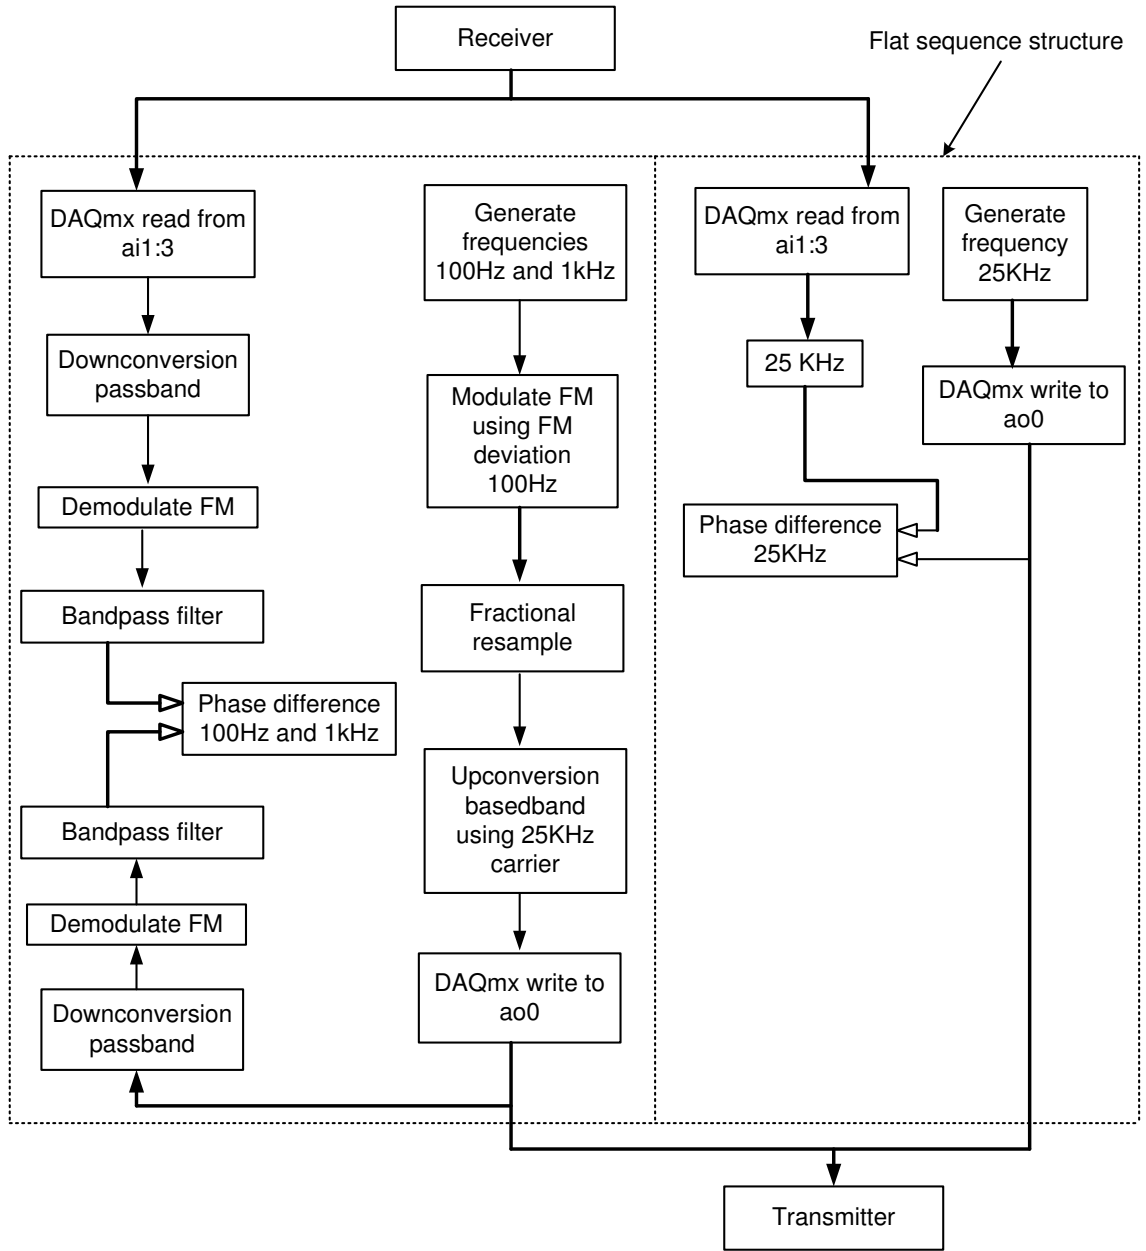 Receiver
Flat sequence structure
DAQmx read from
ai1:3
Downconversion
passband
Demodulate FM
Bandpass filter
Phase difference
100Hz and 1kHz
Bandpass filter
Demodulate FM
Downconversion
passband
Generate
frequencies
100Hz and 1kHz
Modulate FM
using FM
deviation
100Hz
Fractional
resample
Upconversion
basedband
using 25KHz
carrier
DAQmx write to
ao0
DAQmx read from
ai1:3
25 KHz
Phase difference
25KHz
Generate
frequency
25KHz
DAQmx write to
ao0
Transmitter